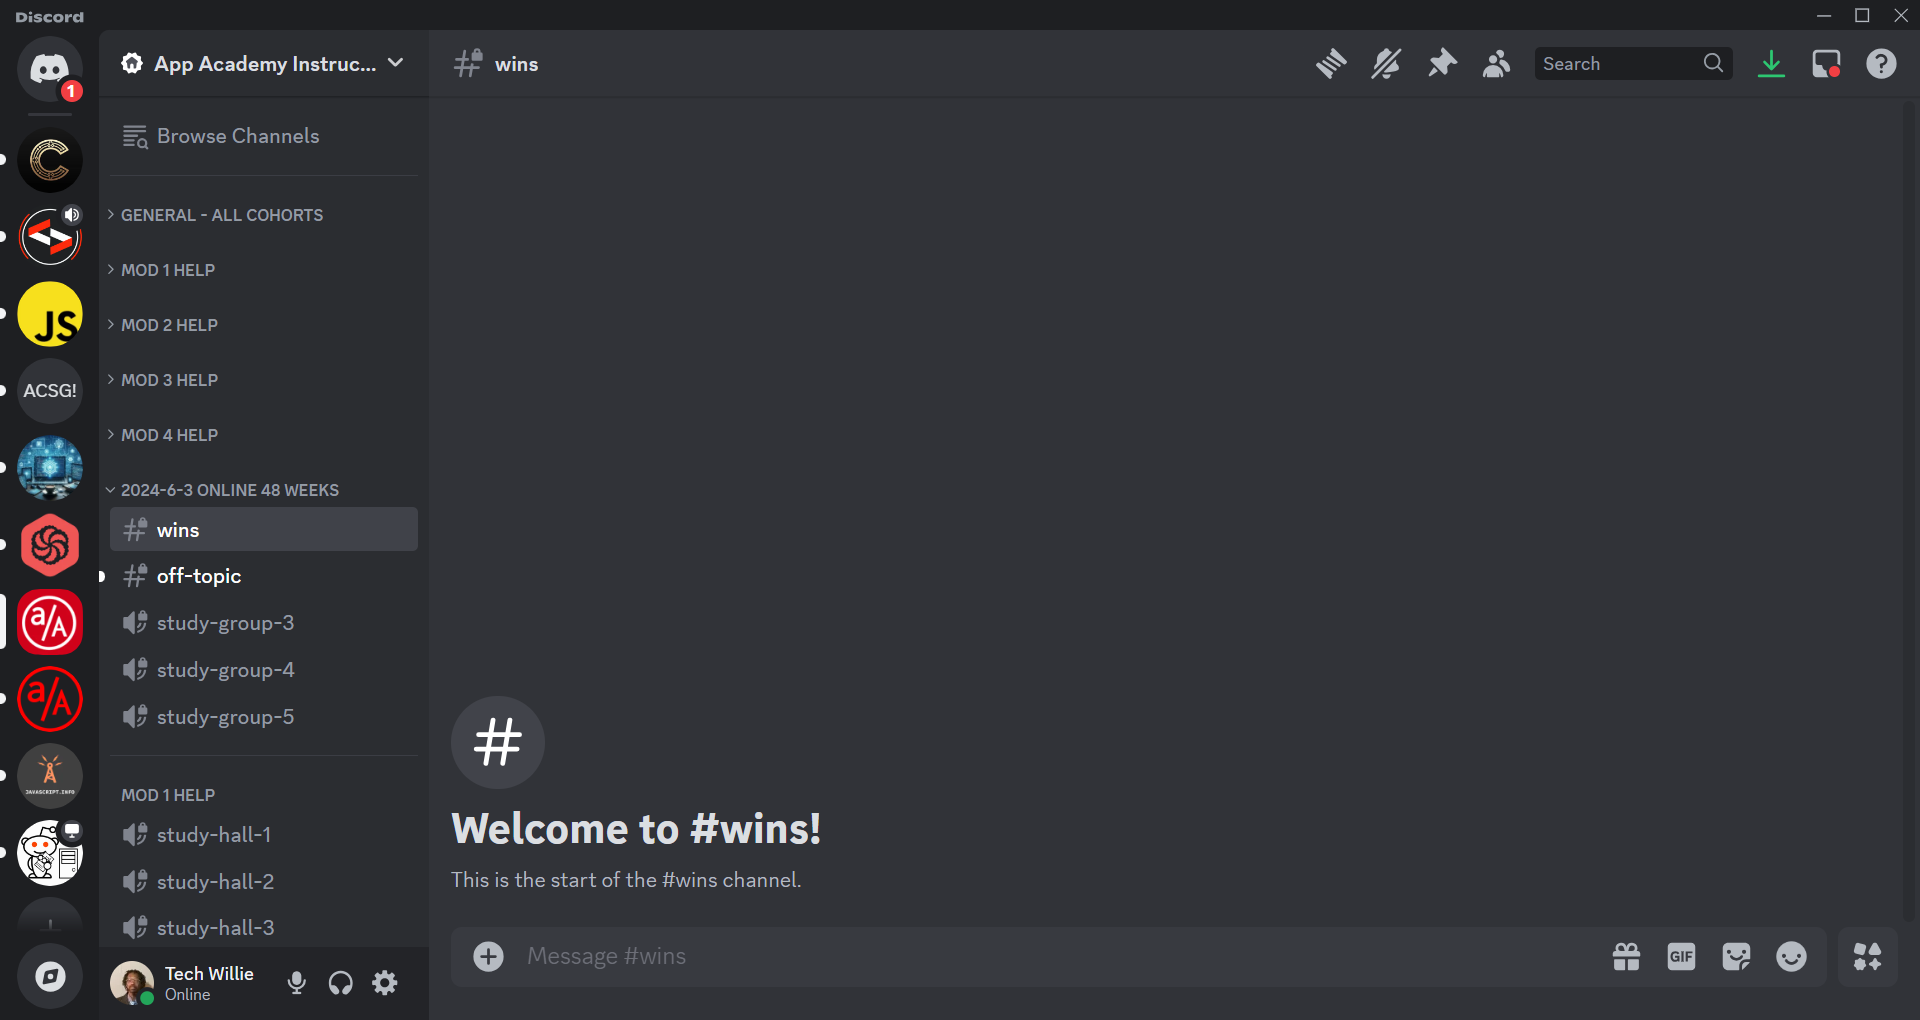 Discord
1
JS
ACSG!
a/A
a/A
JAVASCRIPT.INFO
App Academy Instruc...
Browse Channels
GENERAL - ALL COHORTS
MOD 1 HELP
MOD 2 HELP
MOD 3 HELP
MOD 4 HELP
2024-6-3 ONLINE 48 WEEKS
wins
off-topic
study-group-3
study-group-4
study-group-5
MOD 1 HELP
study-hall-1
study-hall-2
study-hall-3
Tech Willie
Online
# wins
Search
#
Welcome to #wins!
This is the start of the #wins channel.
Message #wins
GIF